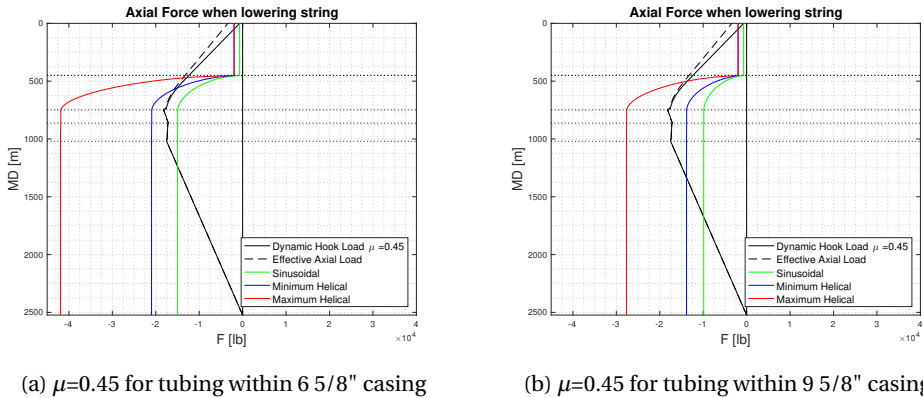 Axial Force when lowering string
0
500
1000
1500
2000
2500
MD [m]
Dynamic Hook Load μ =0.45
Effective Axial Load
Sinusoidal
Minimum Helical
Maximum Helical
-4 -3 -2 -1 0 1 2 3 4
F [lb]
×10⁴
(a) μ=0.45 for tubing within 6 5/8" casing
Axial Force when lowering string
0
500
1000
1500
2000
2500
MD [m]
Dynamic Hook Load μ =0.45
Effective Axial Load
Sinusoidal
Minimum Helical
Maximum Helical
-4 -3 -2 -1 0 1 2 3 4
F [lb]
×10⁴
(b) μ=0.45 for tubing within 9 5/8" casing